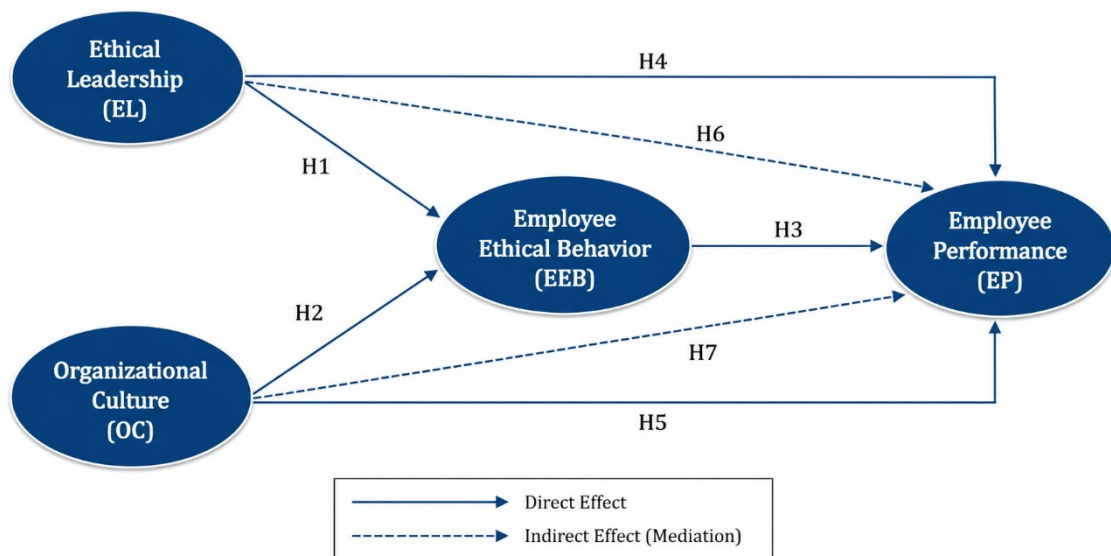 Ethical
Leadership
(EL)
H4
H6
H1
Employee
Ethical Behavior
(EEB)
H3
Employee
Performance
(EP)
H2
H7
Organizational
Culture
(OC)
H5
Direct Effect
Indirect Effect (Mediation)